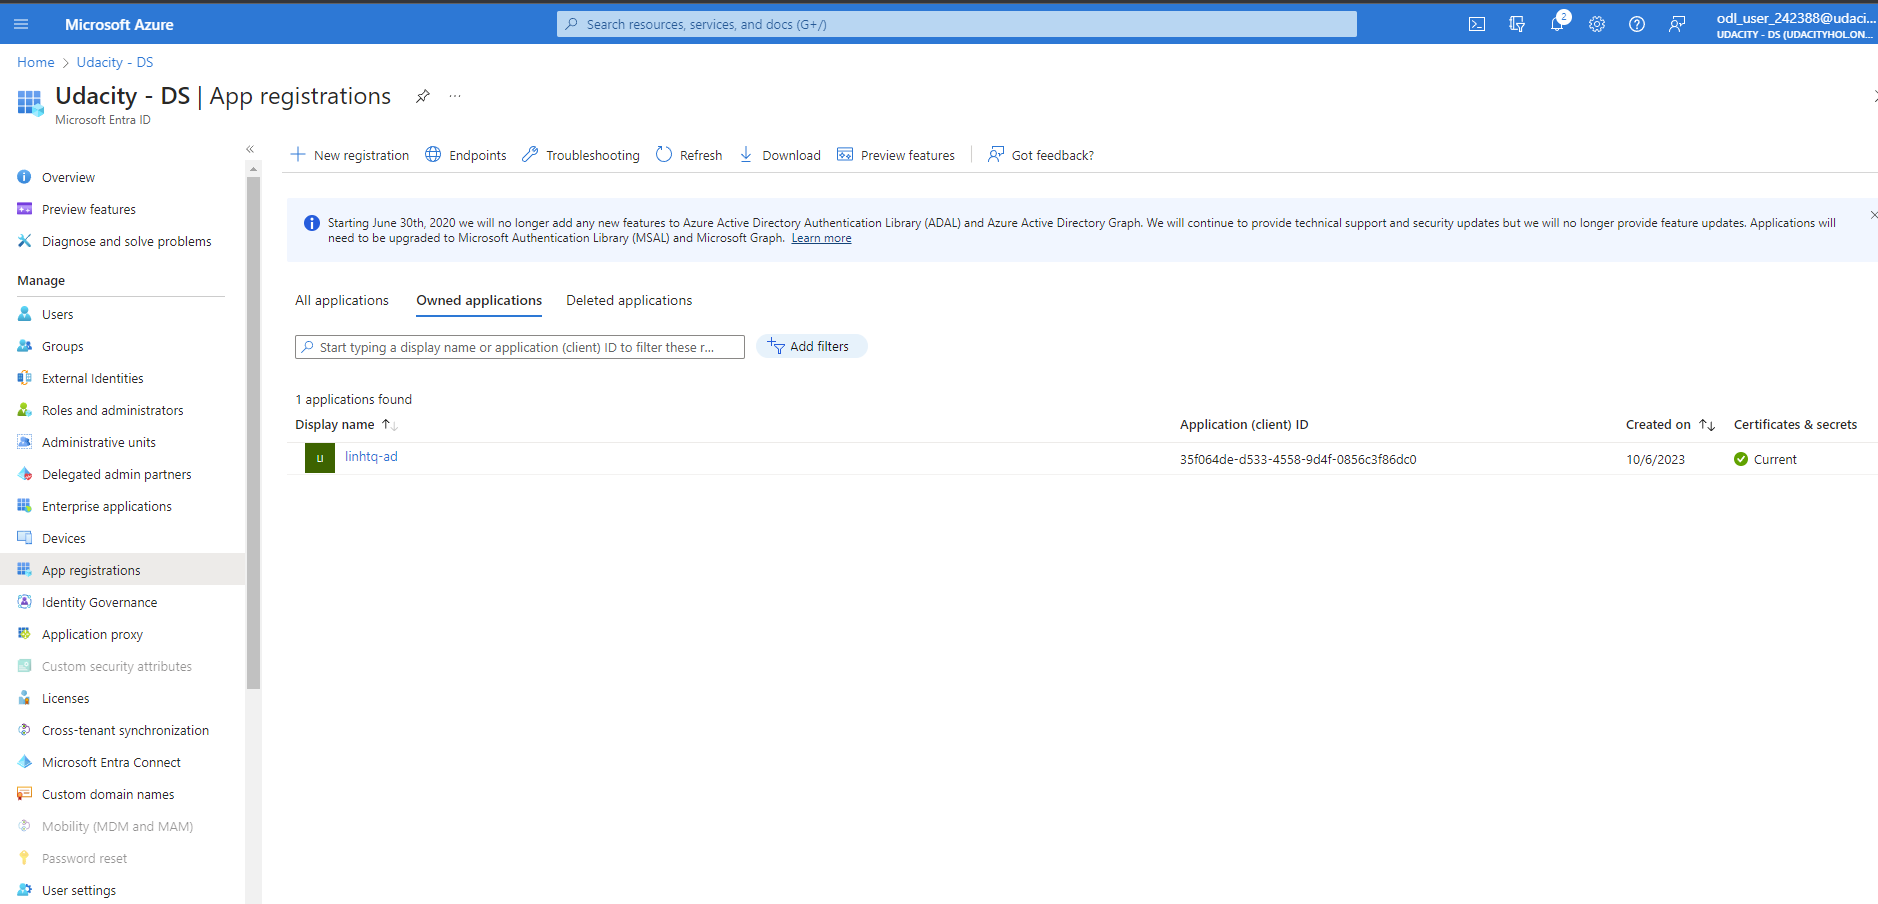 Microsoft Azure
Search resources, services, and docs (G+/)
2
odl_user_242388@udaci...
UDACITY - DS (UDACITYHOL.ON...
Home > Udacity - DS
Udacity - DS | App registrations
...
Microsoft Entra ID
Overview
Preview features
Diagnose and solve problems
Manage
Users
Groups
External Identities
Roles and administrators
Administrative units
Delegated admin partners
Enterprise applications
Devices
App registrations
Identity Governance
Application proxy
Custom security attributes
Licenses
Cross-tenant synchronization
Microsoft Entra Connect
Custom domain names
Mobility (MDM and MAM)
Password reset
User settings
New registration Endpoints Troubleshooting Refresh Download Preview features Got feedback?
Starting June 30th, 2020 we will no longer add any new features to Azure Active Directory Authentication Library (ADAL) and Azure Active Directory Graph. We will continue to provide technical support and security updates but we will no longer provide feature updates. Applications will
need to be upgraded to Microsoft Authentication Library (MSAL) and Microsoft Graph. Learn more
All applications Owned applications Deleted applications
Start typing a display name or application (client) ID to filter these r... Add filters
1 applications found
Display name Application (client) ID Created on Certificates & secrets
LI linhtq-ad 35f064de-d533-4558-9d4f-0856c3f86dc0 10/6/2023 Current